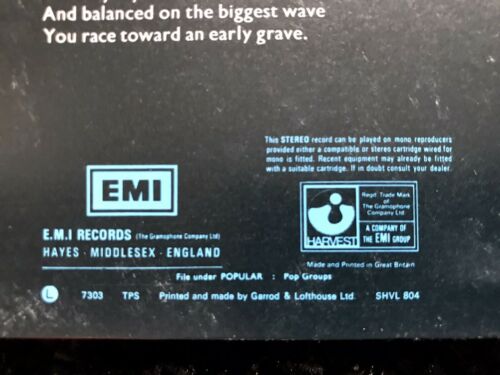 And balanced on the biggest wave
You race toward an early grave.
This STEREO record can be played on mono reproducers
provided either a compatible or stereo cartridge wired for
mono is fitted. Recent equipment may already be fitted
with a suitable cartridge. If in doubt consult your dealer.
EMI
E.M.I RECORDS (The Gramophone Company Ltd)
HAYES · MIDDLESEX · ENGLAND
HARVEST
Regd. Trade Mark
of
The Gramophone
Company Ltd
A COMPANY OF
THE EMI GROUP
Made and Printed in Great Britain
File under POPULAR : Pop Groups
L 7303 TPS Printed and made by Garrod & Lofthouse Ltd. SHVL 804